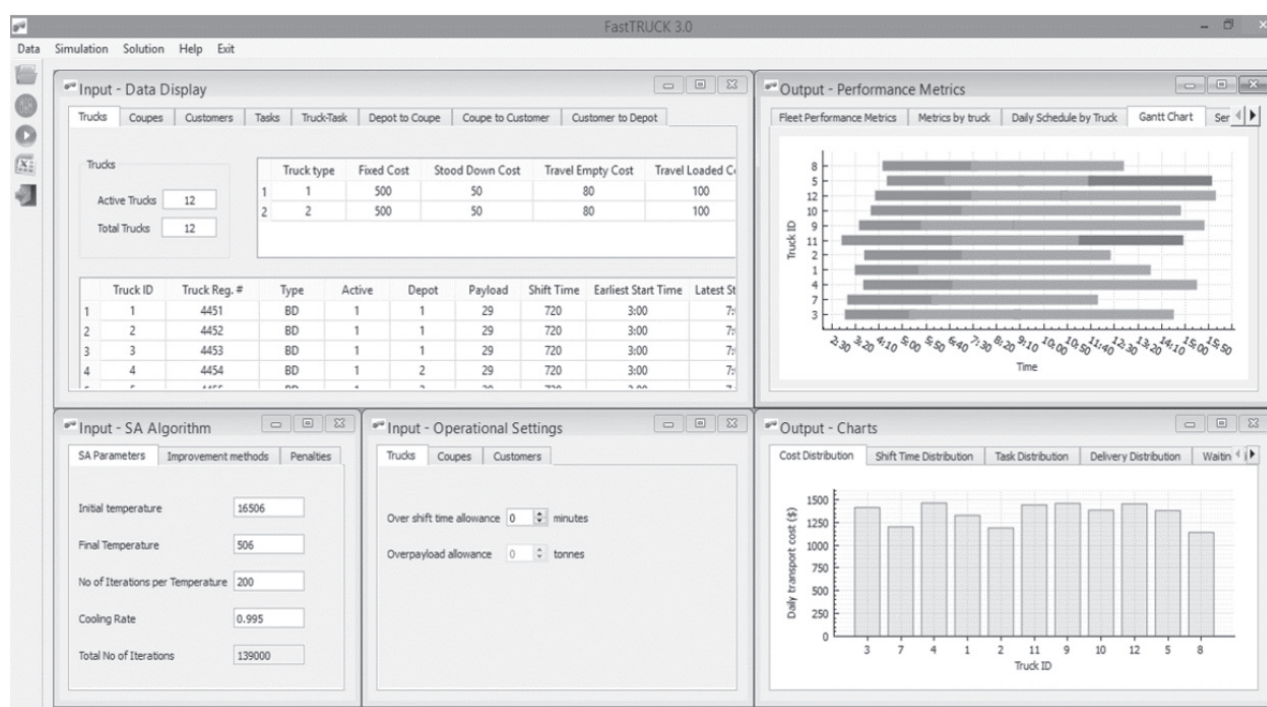 FastTRUCK 3.0
Data Simulation Solution Help Exit
Input - Data Display
Trucks Coupes Customers Tasks Truck-Task Depot to Coupe Coupe to Customer Customer to Depot
Trucks
Active Trucks 12
Total Trucks 12
Truck type Fixed Cost Stood Down Cost Travel Empty Cost Travel Loaded
1 1 500 50 80 100
2 2 500 50 80 100
Truck ID Truck Reg. # Type Active Depot Payload Shift Time Earliest Start Time Latest
1 1 4451 BD 1 1 29 720 3:00
2 2 4452 BD 1 1 29 720 3:00
3 3 4453 BD 1 1 29 720 3:00
4 4 4454 BD 1 2 29 720 3:00
Output - Performance Metrics
Fleet Performance Metrics Metrics by truck Daily Schedule by Truck Gantt Chart Ser
Truck ID
8
5
12
10
9
11
2
1
4
7
3
2:30 3:20 4:10 5:00 5:50 6:40 7:30 8:20 9:10 10:00 10:50 11:40 12:30 13:20 14:10 15:00 15:50
Time
Input - SA Algorithm
SA Parameters Improvement methods Penalties
Initial temperature 16506
Final Temperature 506
No of Iterations per Temperature 200
Cooling Rate 0.995
Total No of Iterations 139000
Input - Operational Settings
Trucks Coupes Customers
Over shift time allowance 0 minutes
Overpayload allowance 0 tonnes
Output - Charts
Cost Distribution Shift Time Distribution Task Distribution Delivery Distribution Waitin
Daily transport cost ($)
1500
1250
1000
750
500
250
0
3 7 4 1 2 11 9 10 12 5 8
Truck ID